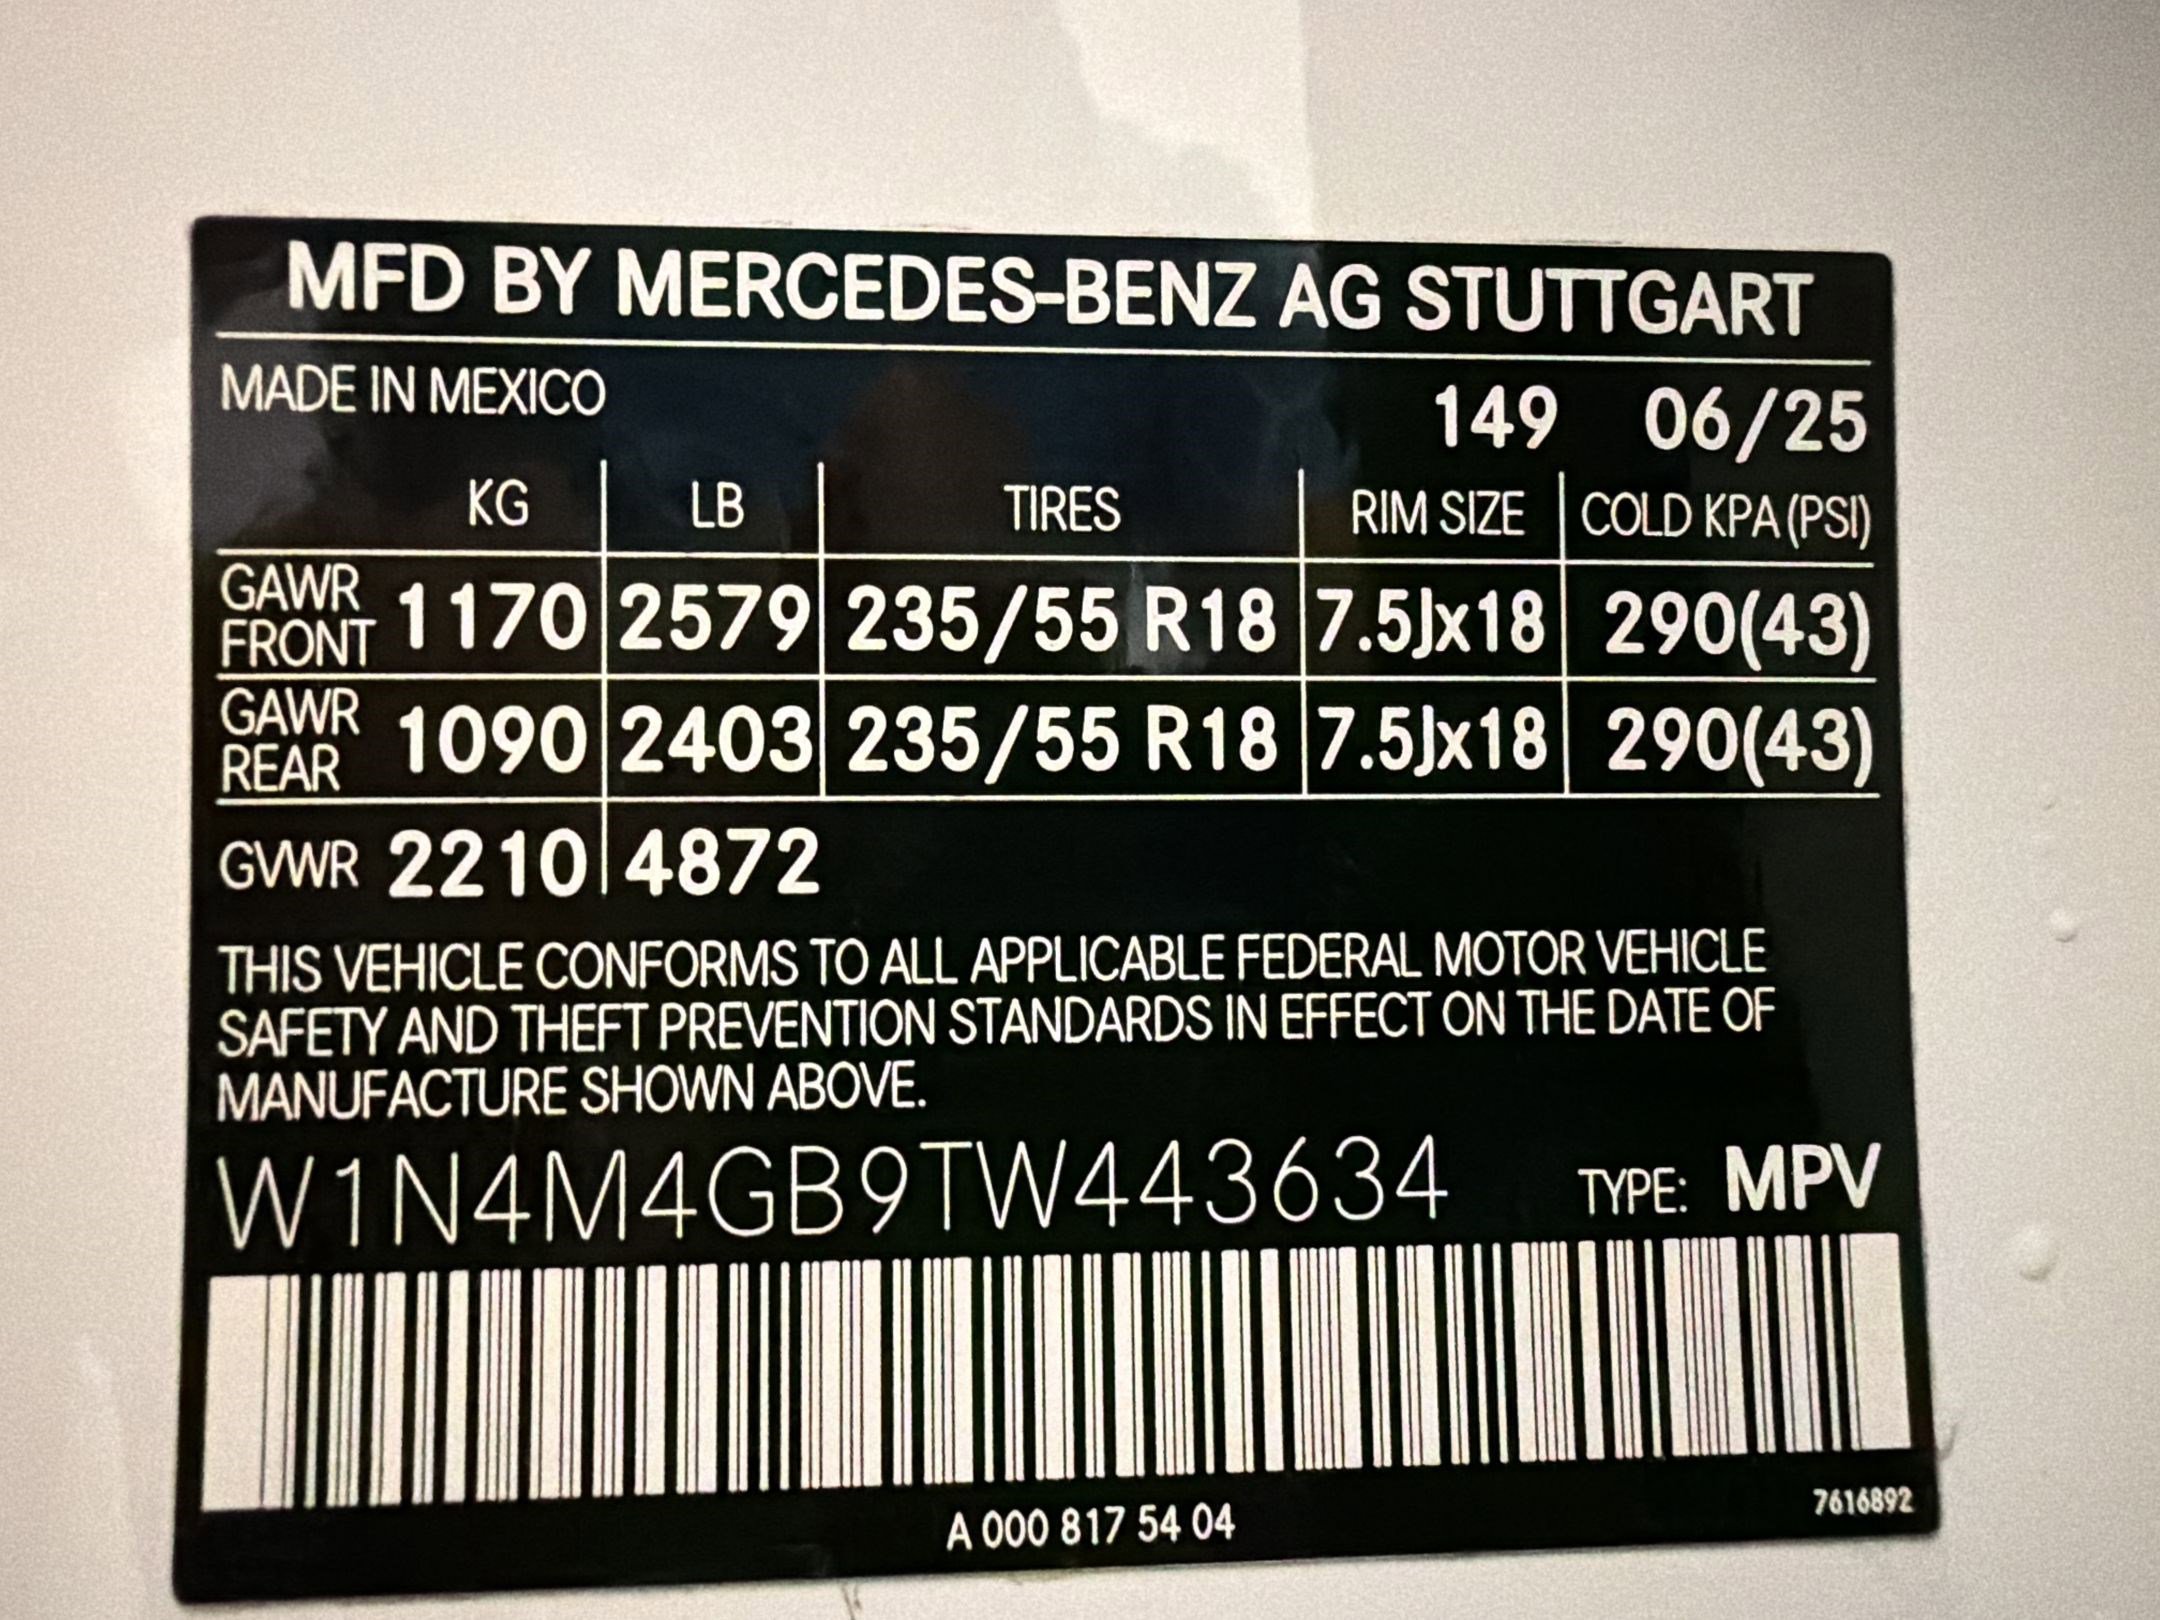 MFD BY MERCEDES-BENZ AG STUTTGART
MADE IN MEXICO 149 06/25
KG LB TIRES RIM SIZE COLD KPA (PSI)
GAWR FRONT 1170 2579 235/55 R18 7.5Jx18 290(43)
GAWR REAR 1090 2403 235/55 R18 7.5Jx18 290(43)
GVWR 2210 4872
THIS VEHICLE CONFORMS TO ALL APPLICABLE FEDERAL MOTOR VEHICLE
SAFETY AND THEFT PREVENTION STANDARDS IN EFFECT ON THE DATE OF
MANUFACTURE SHOWN ABOVE.
W1N4M4GB9TW443634 TYPE: MPV
A 000 817 54 04
7616892